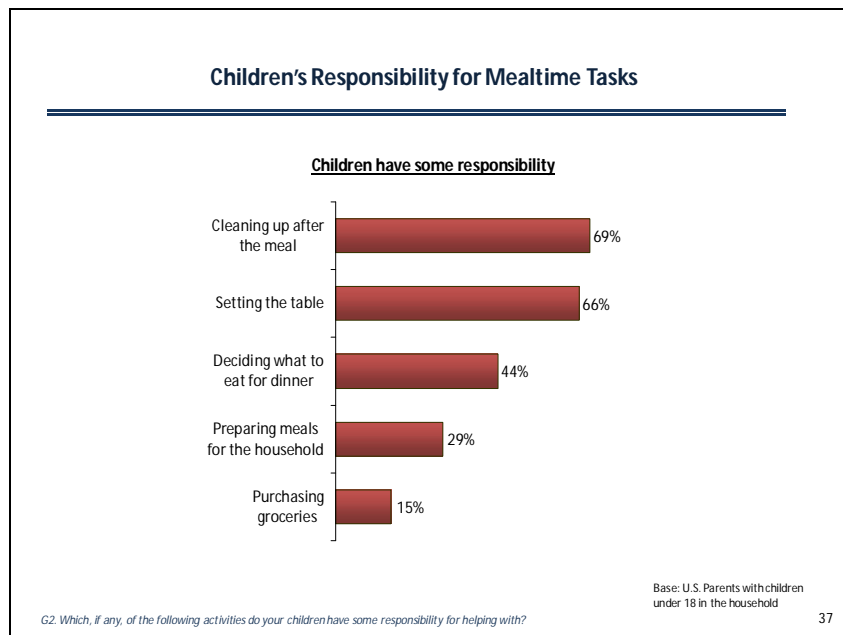 Children's Responsibility for Mealtime Tasks
Children have some responsibility
Cleaning up after
the meal
69%
Setting the table
66%
Deciding what to
eat for dinner
44%
Preparing meals
for the household
29%
Purchasing
groceries
15%
Base: U.S. Parents with children
under 18 in the household
G2. Which, if any, of the following activities do your children have some responsibility for helping with?
37